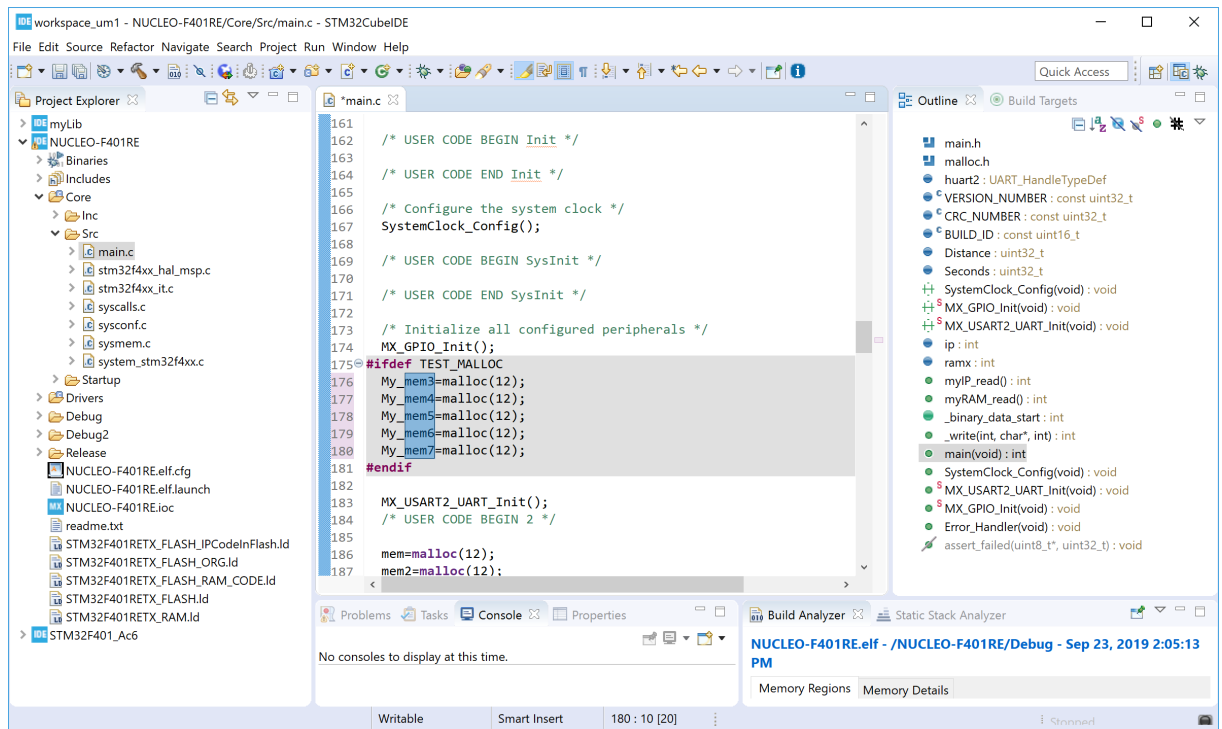 IDE workspace_um1 - NUCLEO-F401RE/Core/Src/main.c - STM32CubeIDE
File Edit Source Refactor Navigate Search Project Run Window Help
Quick Access
Project Explorer
IDE myLib
IDE NUCLEO-F401RE
Binaries
Includes
Core
Inc
Src
main.c
stm32f4xx_hal_msp.c
stm32f4xx_it.c
syscalls.c
sysconf.c
sysmem.c
system_stm32f4xx.c
Startup
Drivers
Debug
Debug2
Release
NUCLEO-F401RE.elf.cfg
NUCLEO-F401RE.elf.launch
MX NUCLEO-F401RE.ioc
readme.txt
STM32F401RETX_FLASH_IPCodeInFlash.ld
STM32F401RETX_FLASH_ORG.ld
STM32F401RETX_FLASH_RAM_CODE.ld
STM32F401RETX_FLASH.ld
STM32F401RETX_RAM.ld
IDE STM32F401_Ac6
*main.c
161
162 /* USER CODE BEGIN Init */
163
164 /* USER CODE END Init */
165
166 /* Configure the system clock */
167 SystemClock_Config();
168
169 /* USER CODE BEGIN SysInit */
170
171 /* USER CODE END SysInit */
172
173 /* Initialize all configured peripherals */
174 MX_GPIO_Init();
175 #ifdef TEST_MALLOC
176 My_mem3=malloc(12);
177 My_mem4=malloc(12);
178 My_mem5=malloc(12);
179 My_mem6=malloc(12);
180 My_mem7=malloc(12);
181 #endif
182
183 MX_USART2_UART_Init();
184 /* USER CODE BEGIN 2 */
185
186 mem=malloc(12);
187 mem2=malloc(12);
Outline Build Targets
main.h
malloc.h
huart2 : UART_HandleTypeDef
C VERSION_NUMBER : const uint32_t
C CRC_NUMBER : const uint32_t
C BUILD_ID : const uint16_t
Distance : uint32_t
Seconds : uint32_t
SystemClock_Config(void) : void
S MX_GPIO_Init(void) : void
S MX_USART2_UART_Init(void) : void
ip : int
ramx : int
myIP_read() : int
myRAM_read() : int
_binary_data_start : int
_write(int, char*, int) : int
main(void) : int
SystemClock_Config(void) : void
S MX_USART2_UART_Init(void) : void
S MX_GPIO_Init(void) : void
Error_Handler(void) : void
assert_failed(uint8_t*, uint32_t) : void
Problems Tasks Console Properties
No consoles to display at this time.
Build Analyzer Static Stack Analyzer
NUCLEO-F401RE.elf - /NUCLEO-F401RE/Debug - Sep 23, 2019 2:05:13
PM
Memory Regions Memory Details
Writable Smart Insert 180 : 10 [20] Stopped